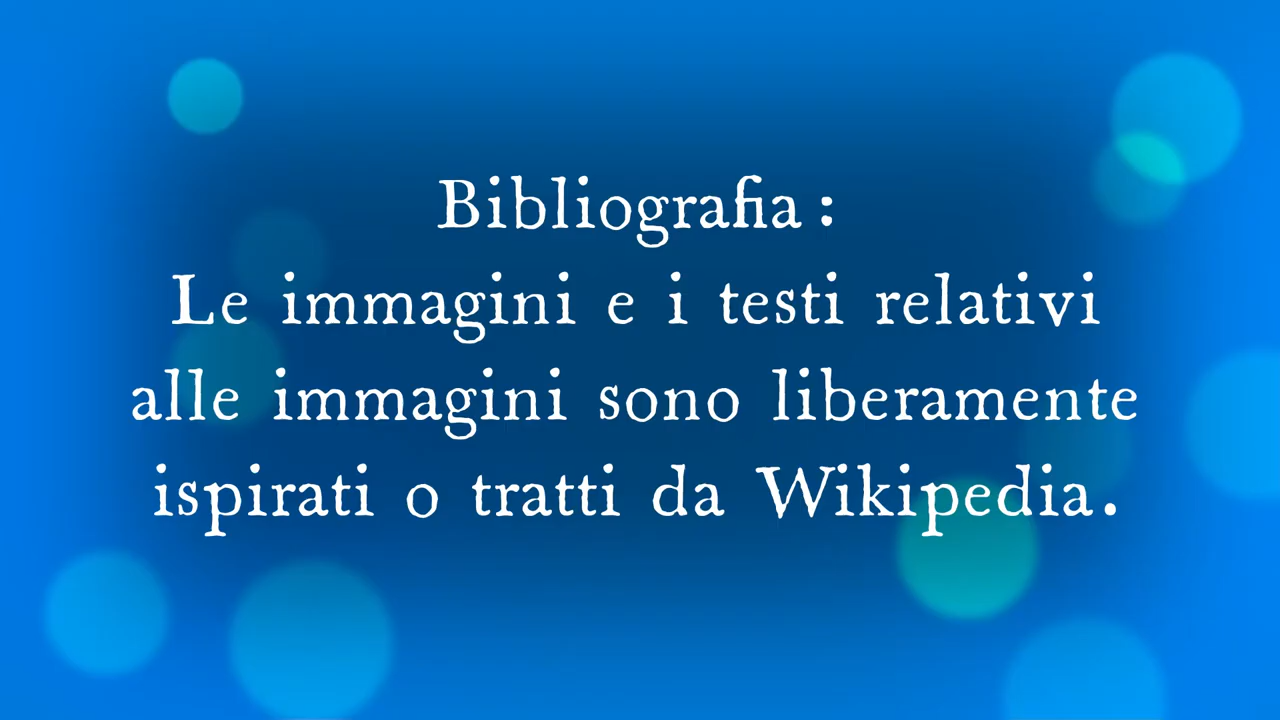 Bibliografia :
Le immagini e i testi relativi
alle immagini sono liberamente
ispirati o tratti da Wikipedia.